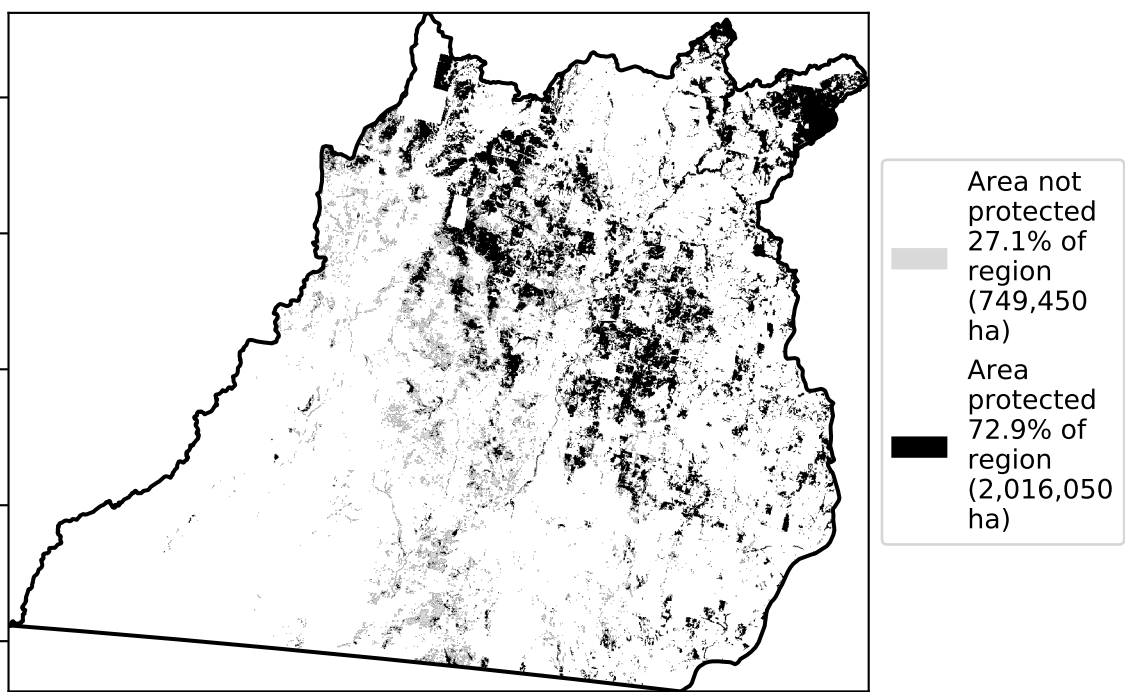 Area not
protected
27.1% of
region
(749,450
ha)
Area
protected
72.9% of
region
(2,016,050
ha)